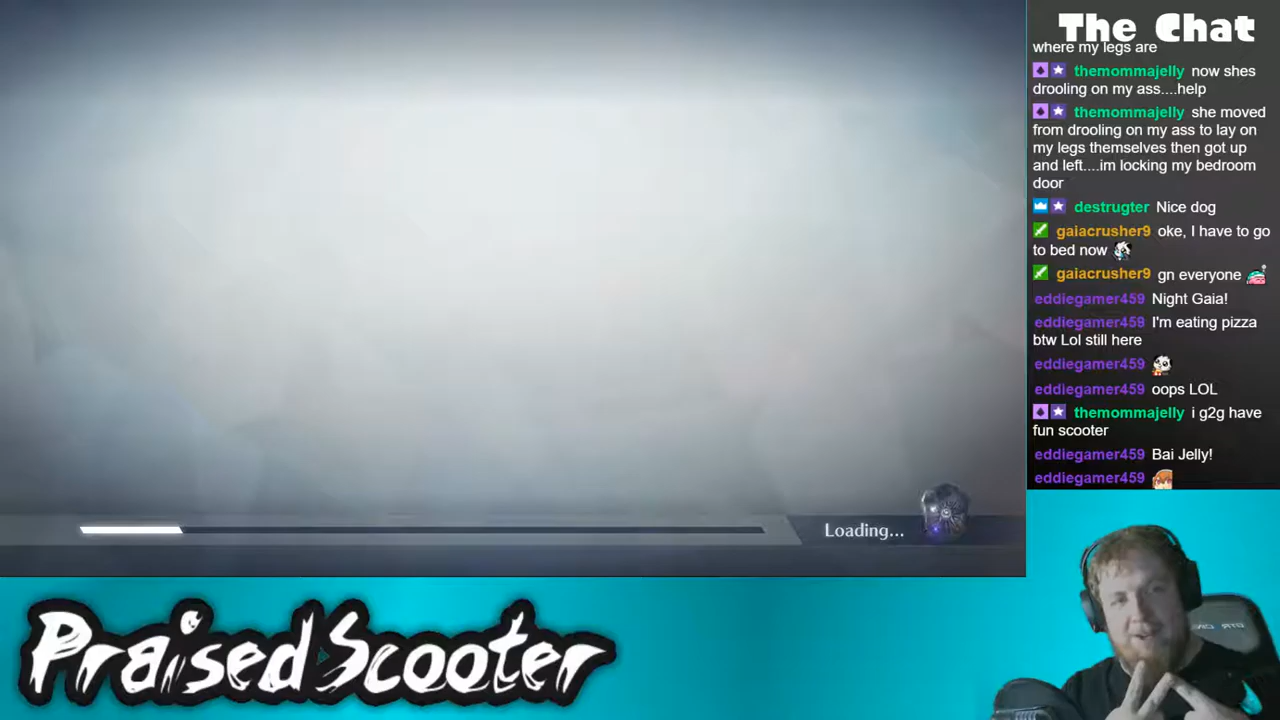 The Chat
where my legs are
themommajelly now shes
drooling on my ass....help
themommajelly she moved
from drooling on my ass to lay on
my legs themselves then got up
and left....im locking my bedroom
door
destrugter Nice dog
gaiacrusher9 oke, I have to go
to bed now
gaiacrusher9 gn everyone
eddiegamer459 Night Gaia!
eddiegamer459 I'm eating pizza
btw Lol still here
eddiegamer459
eddiegamer459 oops LOL
themommajelly i g2g have
fun scooter
eddiegamer459 Bai Jelly!
eddiegamer459
Loading...
PraisedScooter